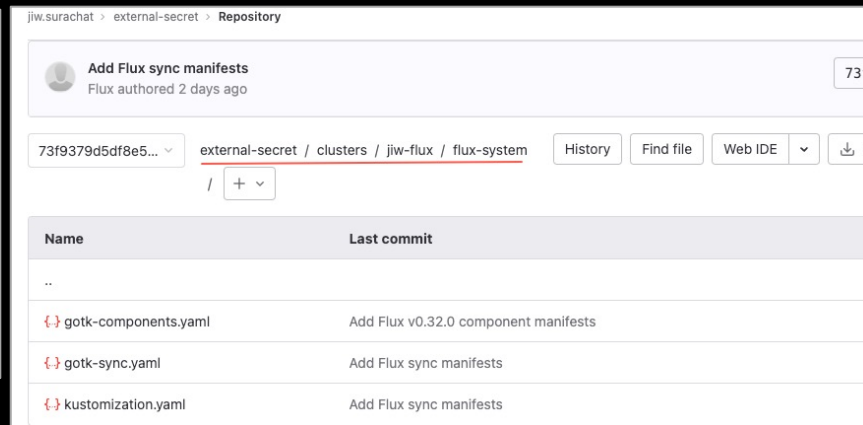 jiw.surachat > external-secret > Repository
Add Flux sync manifests
Flux authored 2 days ago
73
73f9379d5df8e5...
external-secret / clusters / jiw-flux / flux-system
History
Find file
Web IDE
/ +
Name Last commit
..
gotk-components.yaml Add Flux v0.32.0 component manifests
gotk-sync.yaml Add Flux sync manifests
kustomization.yaml Add Flux sync manifests